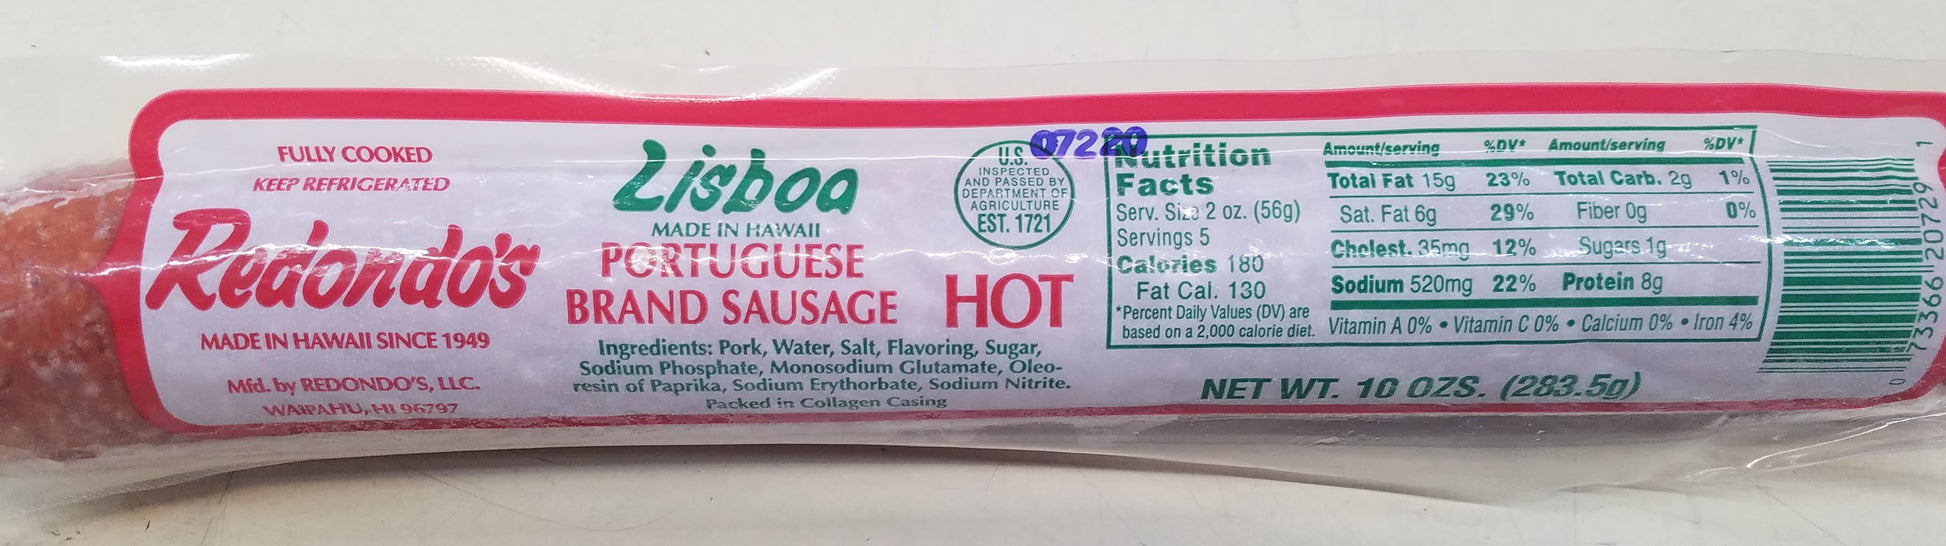 FULLY COOKED
KEEP REFRIGERATED
Redondo's
MADE IN HAWAII SINCE 1949
Mfd. by REDONDO'S, LLC.
WAIPAHU, HI 96797
Lisboa
MADE IN HAWAII
PORTUGUESE
BRAND SAUSAGE
HOT
Ingredients: Pork, Water, Salt, Flavoring, Sugar,
Sodium Phosphate, Monosodium Glutamate, Oleo-
resin of Paprika, Sodium Erythorbate, Sodium Nitrite.
Packed in Collagen Casing
U.S.
INSPECTED
AND PASSED BY
DEPARTMENT OF
AGRICULTURE
EST. 1721
072220
Nutrition
Facts
Serv. Size 2 oz. (56g)
Servings 5
Calories 180
Fat Cal. 130
*Percent Daily Values (DV) are
based on a 2,000 calorie diet.
Amount/serving %DV* Amount/serving %DV*
Total Fat 15g 23% Total Carb. 2g 1%
Sat. Fat 6g 29% Fiber 0g 0%
Cholest. 35mg 12% Sugars 1g
Sodium 520mg 22% Protein 8g
Vitamin A 0% • Vitamin C 0% • Calcium 0% • Iron 4%
NET WT. 10 OZS. (283.5g)
0 73366 20729 1